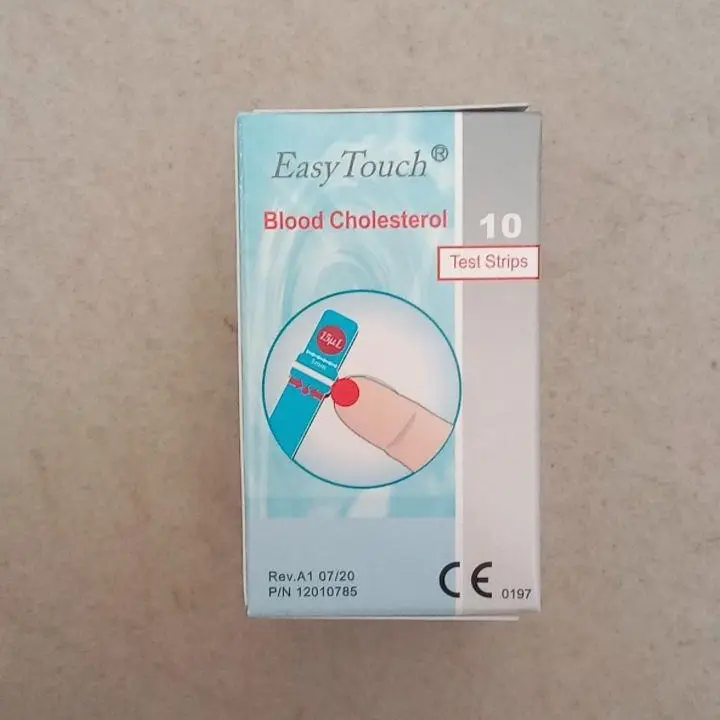 EasyTouch®
Blood Cholesterol
10
Test Strips
15µL
Rev.A1 07/20
P/N 12010785
CE 0197